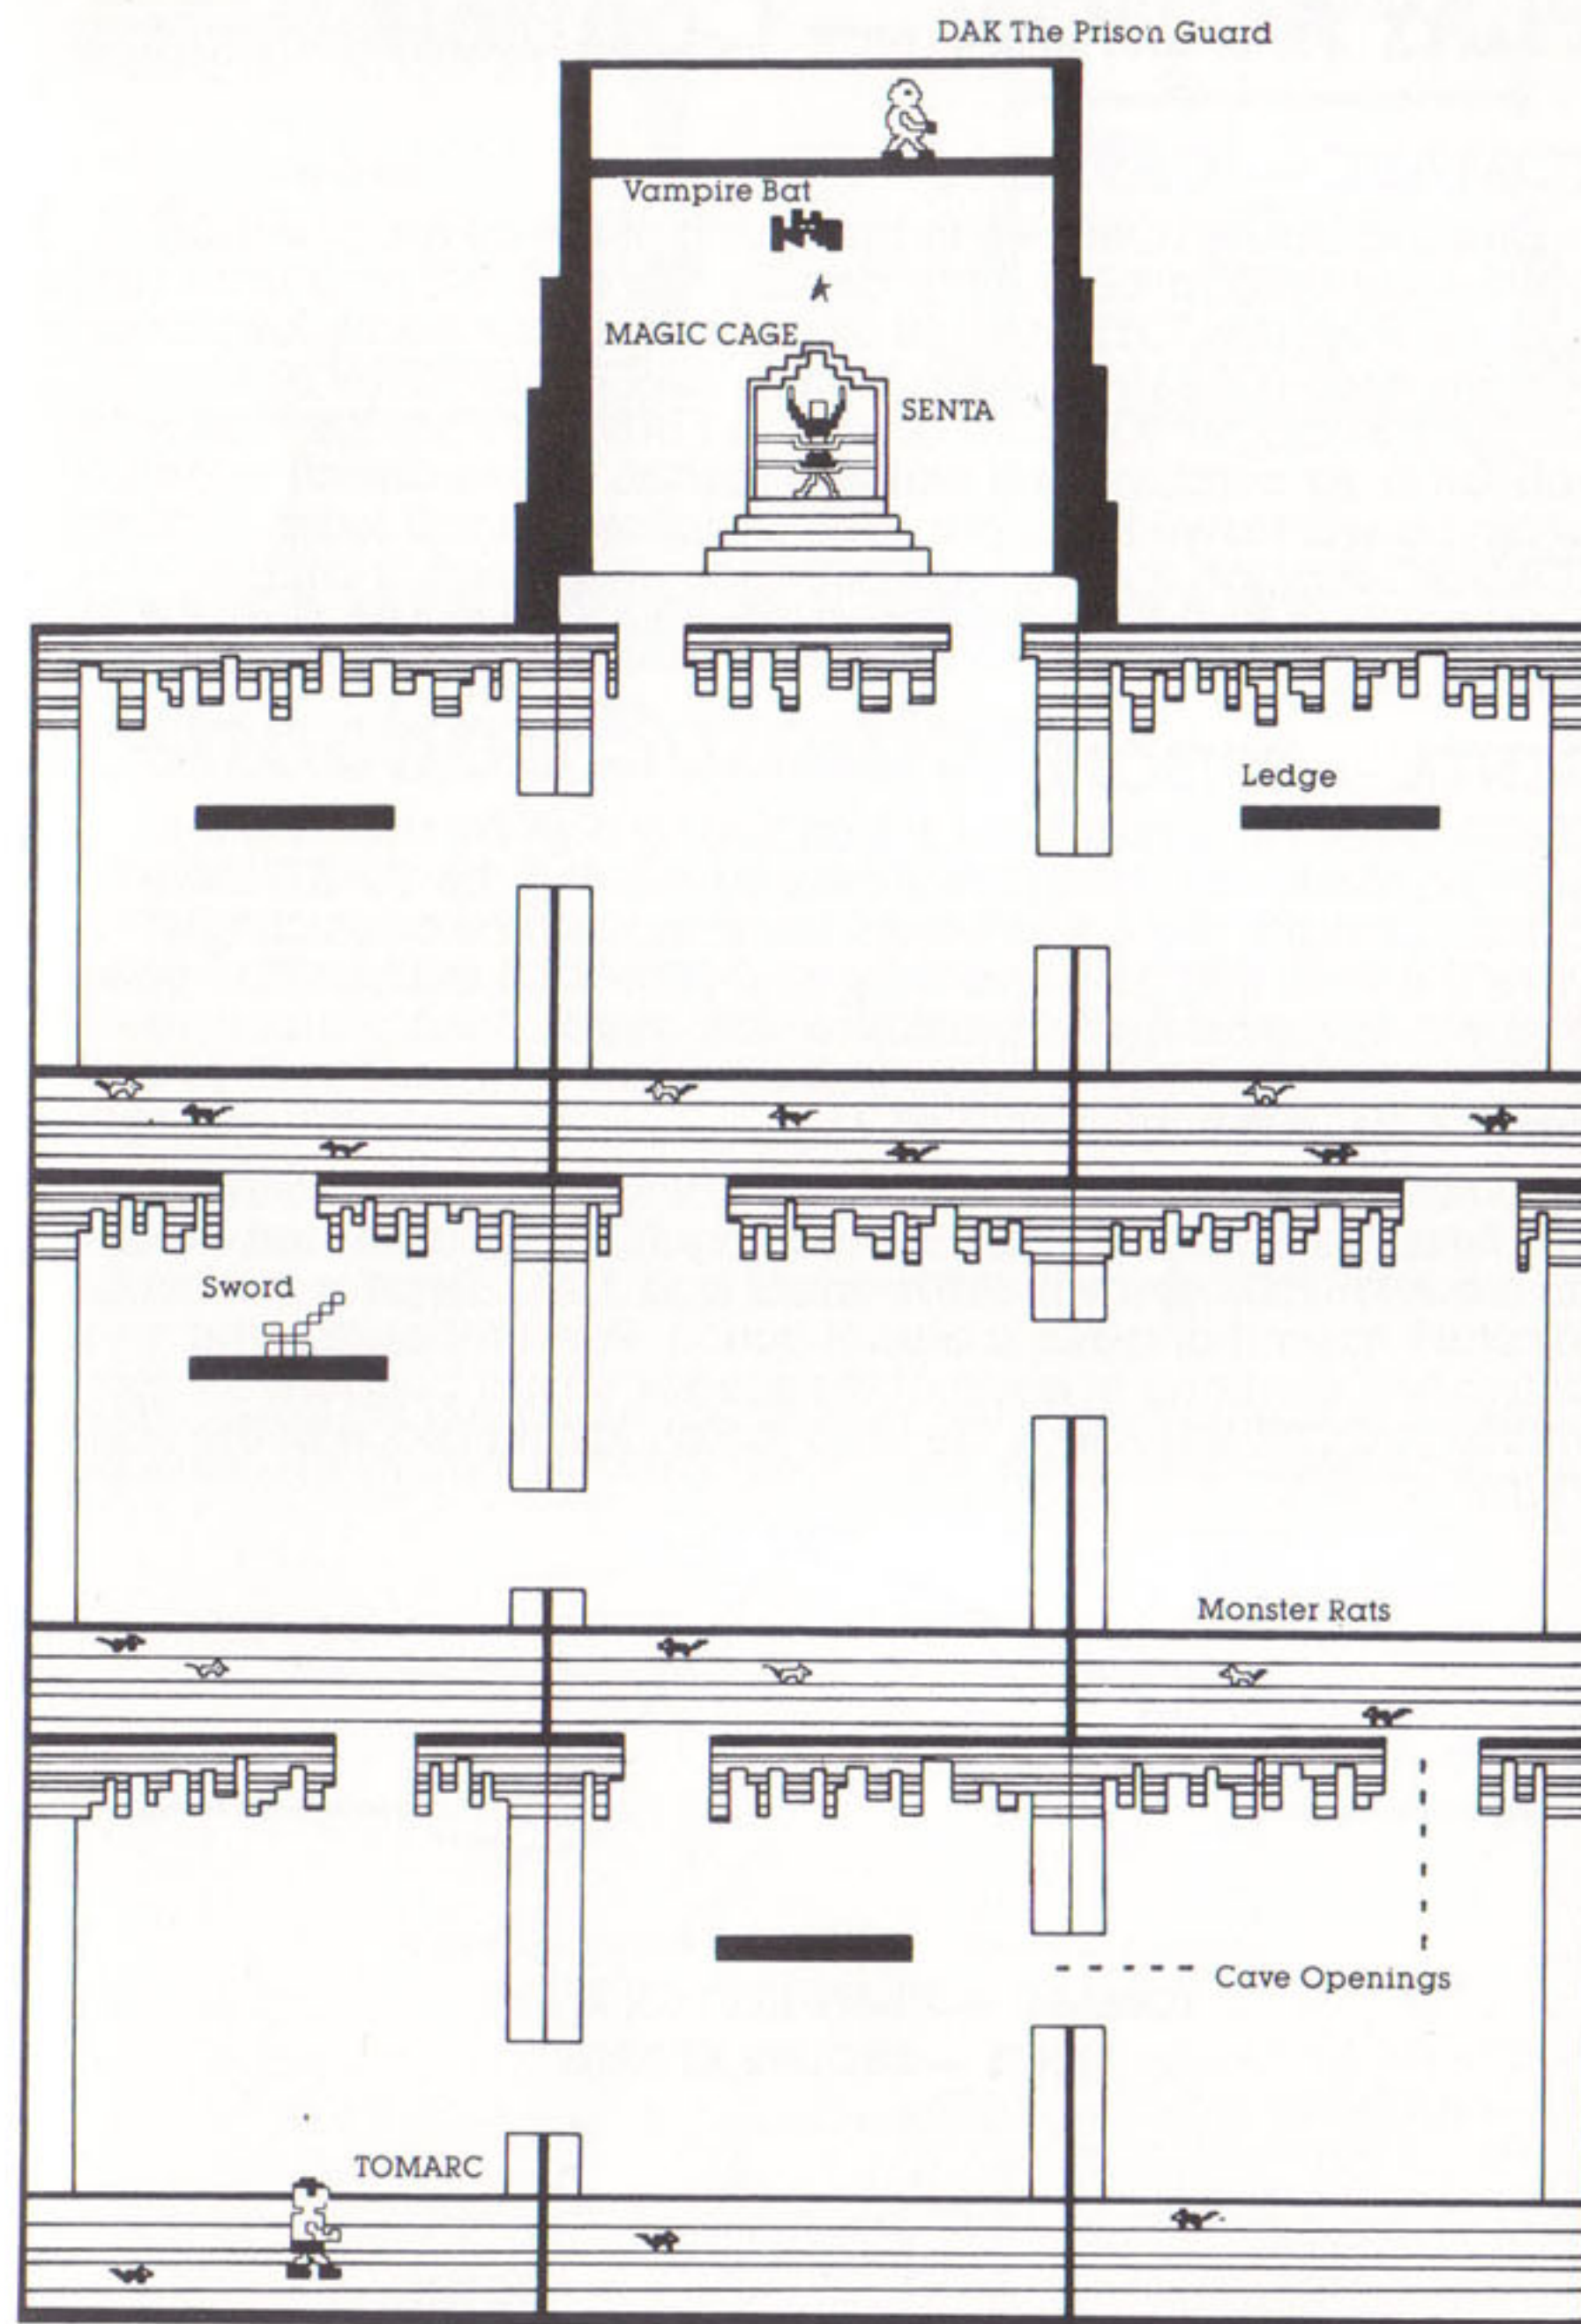 DAK The Prison Guard
Vampire Bat
MAGIC CAGE
SENTA
Ledge
Sword
Monster Rats
Cave Openings
TOMARC